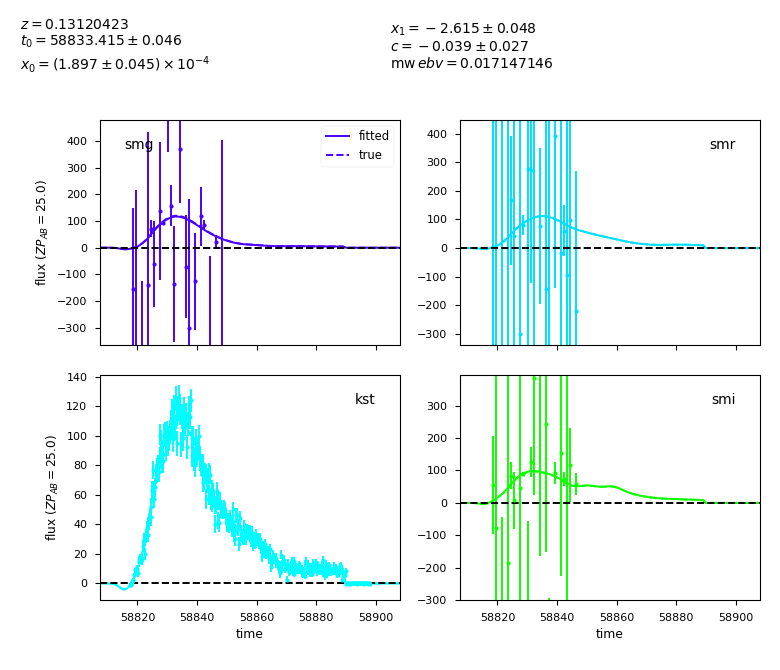 z = 0.13120423
t0 = 58833.415 ± 0.046
x0 = (1.897 ± 0.045) × 10^−4
x1 = −2.615 ± 0.048
c = −0.039 ± 0.027
mw ebv = 0.017147146
smg
fitted
true
400
300
200
100
0
−100
−200
−300
flux (ZP_AB = 25.0)
smr
400
300
200
100
0
−100
−200
−300
kst
140
120
100
80
60
40
20
0
flux (ZP_AB = 25.0)
58820 58840 58860 58880 58900
time
smi
300
200
100
0
−100
−200
−300
58820 58840 58860 58880 58900
time